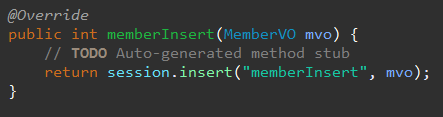 @Override
public int memberInsert(MemberVO mvo) {
    // TODO Auto-generated method stub
    return session.insert("memberInsert", mvo);
}